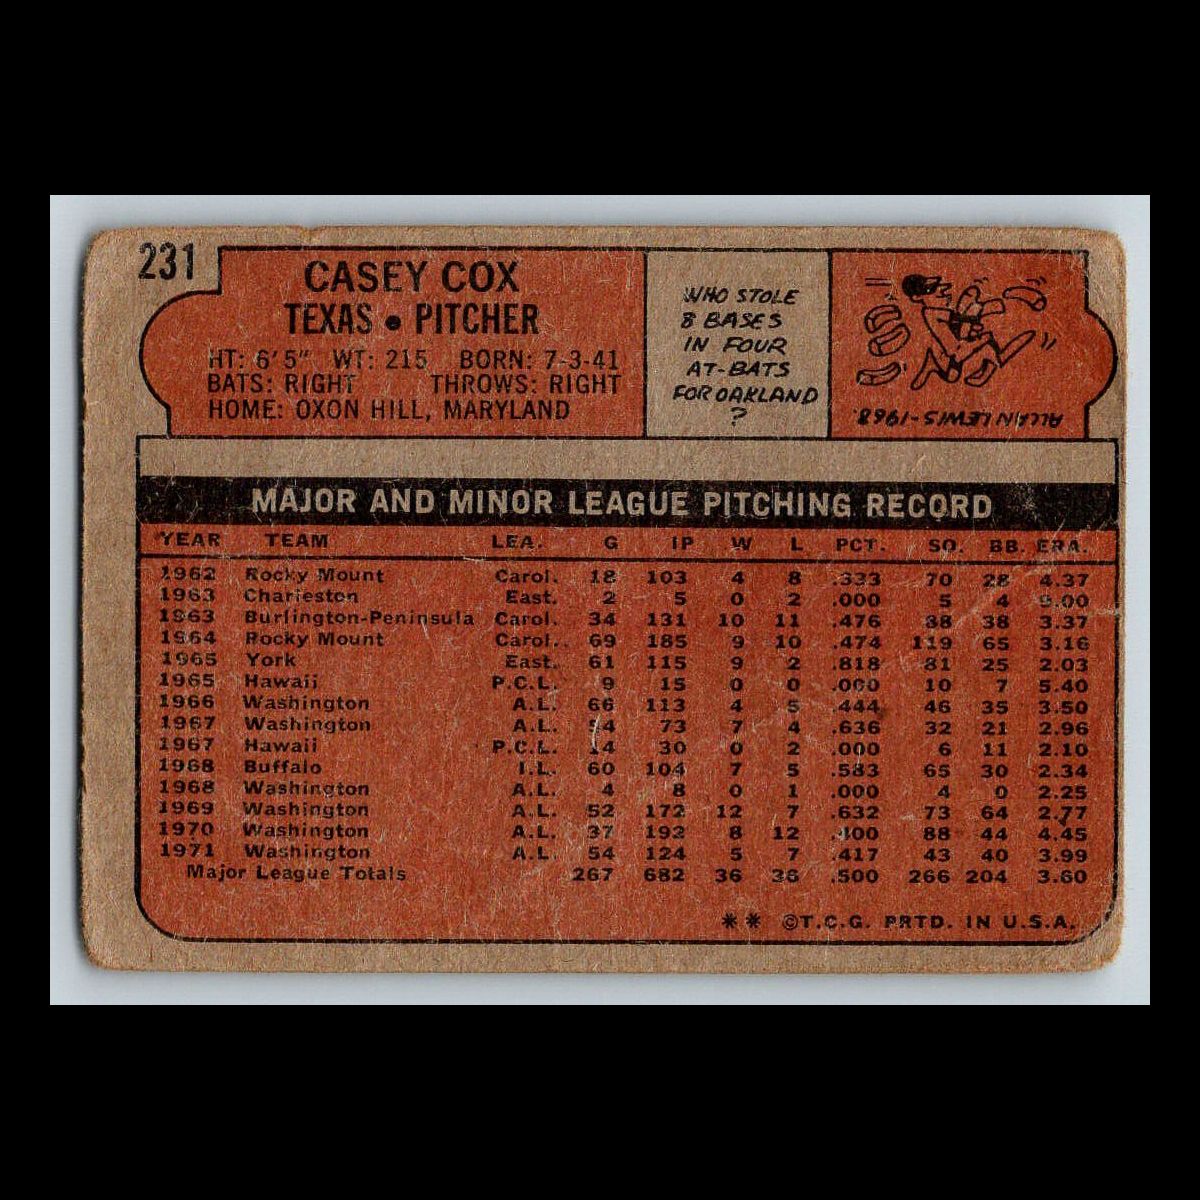 231
CASEY COX
TEXAS • PITCHER
HT: 6'5" WT: 215 BORN: 7-3-41
BATS: RIGHT THROWS: RIGHT
HOME: OXON HILL, MARYLAND
WHO STOLE
8 BASES
IN FOUR
AT-BATS
FOR OAKLAND
?
ALLAN LEWIS-1968.
MAJOR AND MINOR LEAGUE PITCHING RECORD
YEAR TEAM LEA. G IP W L PCT. SO. BB. ERA.
1962 Rocky Mount Carol. 18 103 4 8 .333 70 28 4.37
1963 Charleston East. 2 5 0 2 .000 5 4 9.00
1963 Burlington-Peninsula Carol. 34 131 10 11 .476 88 38 3.37
1964 Rocky Mount Carol. 69 185 9 10 .474 119 65 3.16
1965 York East. 61 115 9 2 .818 81 25 2.03
1965 Hawaii P.C.L. 9 15 0 0 .000 10 7 5.40
1966 Washington A.L. 66 113 4 5 .444 46 35 3.50
1967 Washington A.L. 54 73 7 4 .636 32 21 2.96
1967 Hawaii P.C.L. 14 30 0 2 .000 6 11 2.10
1968 Buffalo I.L. 60 104 7 5 .583 65 30 2.34
1968 Washington A.L. 4 8 0 1 .000 4 0 2.25
1969 Washington A.L. 52 172 12 7 .632 73 64 2.77
1970 Washington A.L. 37 192 8 12 .400 88 44 4.45
1971 Washington A.L. 54 124 5 7 .417 43 40 3.99
Major League Totals 267 682 36 36 .500 266 204 3.60
** ©T.C.G. PRTD. IN U.S.A.